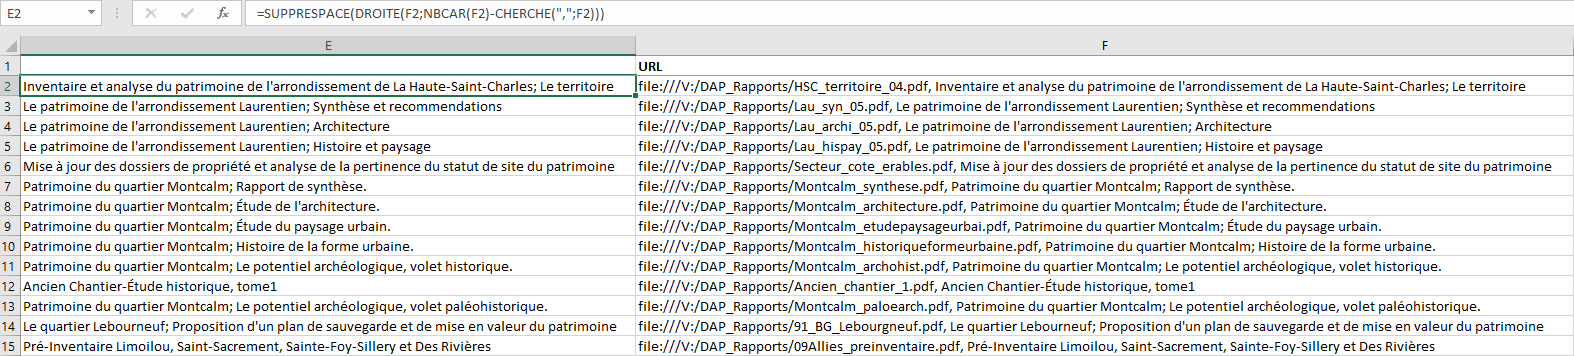 E2 fx =SUPPRESPACE(DROITE(F2;NBCAR(F2)-CHERCHE(",";F2)))
E F
1 URL
2 Inventaire et analyse du patrimoine de l'arrondissement de La Haute-Saint-Charles; Le territoire file:///V:/DAP_Rapports/HSC_territoire_04.pdf, Inventaire et analyse du patrimoine de l'arrondissement de La Haute-Saint-Charles; Le territoire
3 Le patrimoine de l'arrondissement Laurentien; Synthèse et recommendations file:///V:/DAP_Rapports/Lau_syn_05.pdf, Le patrimoine de l'arrondissement Laurentien; Synthèse et recommendations
4 Le patrimoine de l'arrondissement Laurentien; Architecture file:///V:/DAP_Rapports/Lau_archi_05.pdf, Le patrimoine de l'arrondissement Laurentien; Architecture
5 Le patrimoine de l'arrondissement Laurentien; Histoire et paysage file:///V:/DAP_Rapports/Lau_hispay_05.pdf, Le patrimoine de l'arrondissement Laurentien; Histoire et paysage
6 Mise à jour des dossiers de propriété et analyse de la pertinence du statut de site du patrimoine file:///V:/DAP_Rapports/Secteur_cote_erables.pdf, Mise à jour des dossiers de propriété et analyse de la pertinence du statut de site du patrimoine
7 Patrimoine du quartier Montcalm; Rapport de synthèse. file:///V:/DAP_Rapports/Montcalm_synthese.pdf, Patrimoine du quartier Montcalm; Rapport de synthèse.
8 Patrimoine du quartier Montcalm; Étude de l'architecture. file:///V:/DAP_Rapports/Montcalm_architecture.pdf, Patrimoine du quartier Montcalm; Étude de l'architecture.
9 Patrimoine du quartier Montcalm; Étude du paysage urbain. file:///V:/DAP_Rapports/Montcalm_etudepaysageurbai.pdf, Patrimoine du quartier Montcalm; Étude du paysage urbain.
10 Patrimoine du quartier Montcalm; Histoire de la forme urbaine. file:///V:/DAP_Rapports/Montcalm_historiqueformeurbaine.pdf, Patrimoine du quartier Montcalm; Histoire de la forme urbaine.
11 Patrimoine du quartier Montcalm; Le potentiel archéologique, volet historique. file:///V:/DAP_Rapports/Montcalm_archohist.pdf, Patrimoine du quartier Montcalm; Le potentiel archéologique, volet historique.
12 Ancien Chantier-Étude historique, tome1 file:///V:/DAP_Rapports/Ancien_chantier_1.pdf, Ancien Chantier-Étude historique, tome1
13 Patrimoine du quartier Montcalm; Le potentiel archéologique, volet paléohistorique. file:///V:/DAP_Rapports/Montcalm_paloearch.pdf, Patrimoine du quartier Montcalm; Le potentiel archéologique, volet paléohistorique.
14 Le quartier Lebourneuf; Proposition d'un plan de sauvegarde et de mise en valeur du patrimoine file:///V:/DAP_Rapports/91_BG_Lebourgneuf.pdf, Le quartier Lebourneuf; Proposition d'un plan de sauvegarde et de mise en valeur du patrimoine
15 Pré-Inventaire Limoilou, Saint-Sacrement, Sainte-Foy-Sillery et Des Rivières file:///V:/DAP_Rapports/09Allies_preinventaire.pdf, Pré-Inventaire Limoilou, Saint-Sacrement, Sainte-Foy-Sillery et Des Rivières